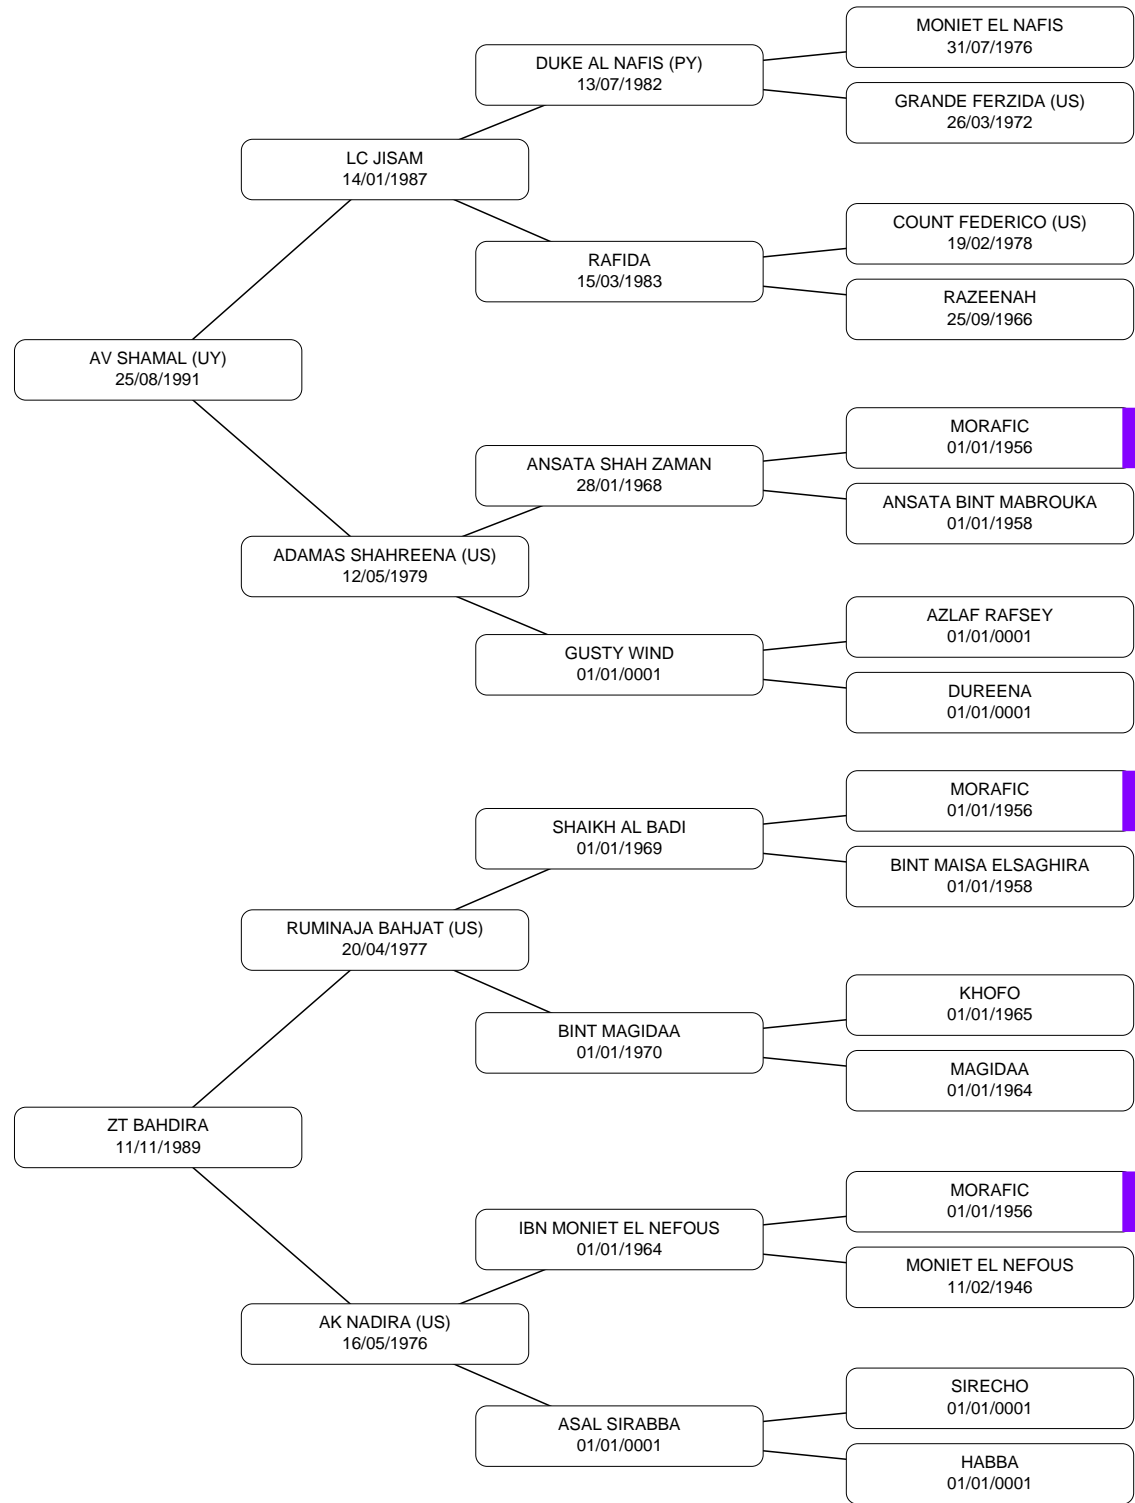 MONIET EL NAFIS
31/07/1976
DUKE AL NAFIS (PY)
13/07/1982
GRANDE FERZIDA (US)
26/03/1972
LC JISAM
14/01/1987
COUNT FEDERICO (US)
19/02/1978
RAFIDA
15/03/1983
RAZEENAH
25/09/1966
AV SHAMAL (UY)
25/08/1991
MORAFIC
01/01/1956
ANSATA SHAH ZAMAN
28/01/1968
ANSATA BINT MABROUKA
01/01/1958
ADAMAS SHAHREENA (US)
12/05/1979
AZLAF RAFSEY
01/01/0001
GUSTY WIND
01/01/0001
DUREENA
01/01/0001
MORAFIC
01/01/1956
SHAIKH AL BADI
01/01/1969
BINT MAISA ELSAGHIRA
01/01/1958
RUMINAJA BAHJAT (US)
20/04/1977
KHOFO
01/01/1965
BINT MAGIDAA
01/01/1970
MAGIDAA
01/01/1964
ZT BAHDIRA
11/11/1989
MORAFIC
01/01/1956
IBN MONIET EL NEFOUS
01/01/1964
MONIET EL NEFOUS
11/02/1946
AK NADIRA (US)
16/05/1976
SIRECHO
01/01/0001
ASAL SIRABBA
01/01/0001
HABBA
01/01/0001